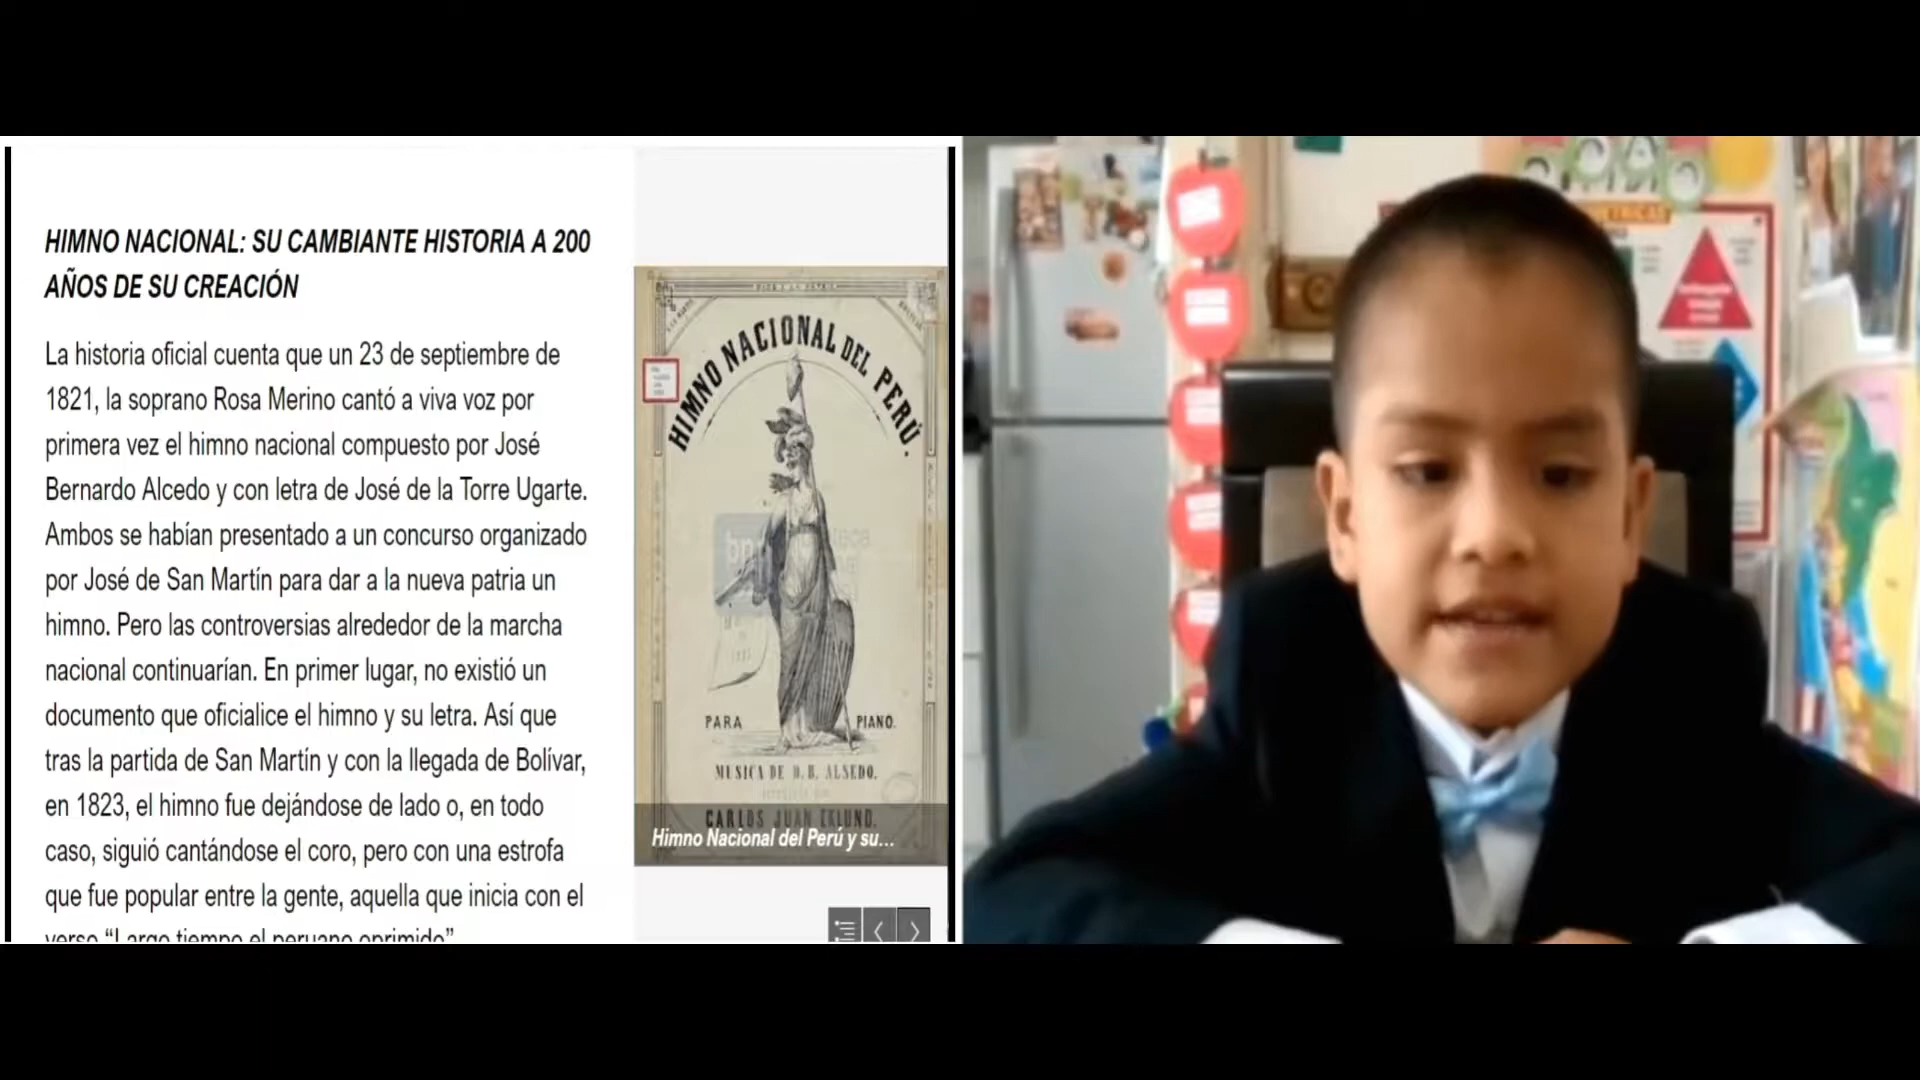 HIMNO NACIONAL: SU CAMBIANTE HISTORIA A 200
AÑOS DE SU CREACIÓN
La historia oficial cuenta que un 23 de septiembre de
1821, la soprano Rosa Merino cantó a viva voz por
primera vez el himno nacional compuesto por José
Bernardo Alcedo y con letra de José de la Torre Ugarte.
Ambos se habían presentado a un concurso organizado
por José de San Martín para dar a la nueva patria un
himno. Pero las controversias alrededor de la marcha
nacional continuarían. En primer lugar, no existió un
documento que oficialice el himno y su letra. Así que
tras la partida de San Martín y con la llegada de Bolívar,
en 1823, el himno fue dejándose de lado o, en todo
caso, siguió cantándose el coro, pero con una estrofa
que fue popular entre la gente, aquella que inicia con el
verso “Largo tiempo el peruano oprimido”
HIMNO NACIONAL DEL PERÚ.
PARA PIANO.
MUSICA DE D. B. ALSEDO.
CARLOS JUAN EKLUND.
Himno Nacional del Perú y su...